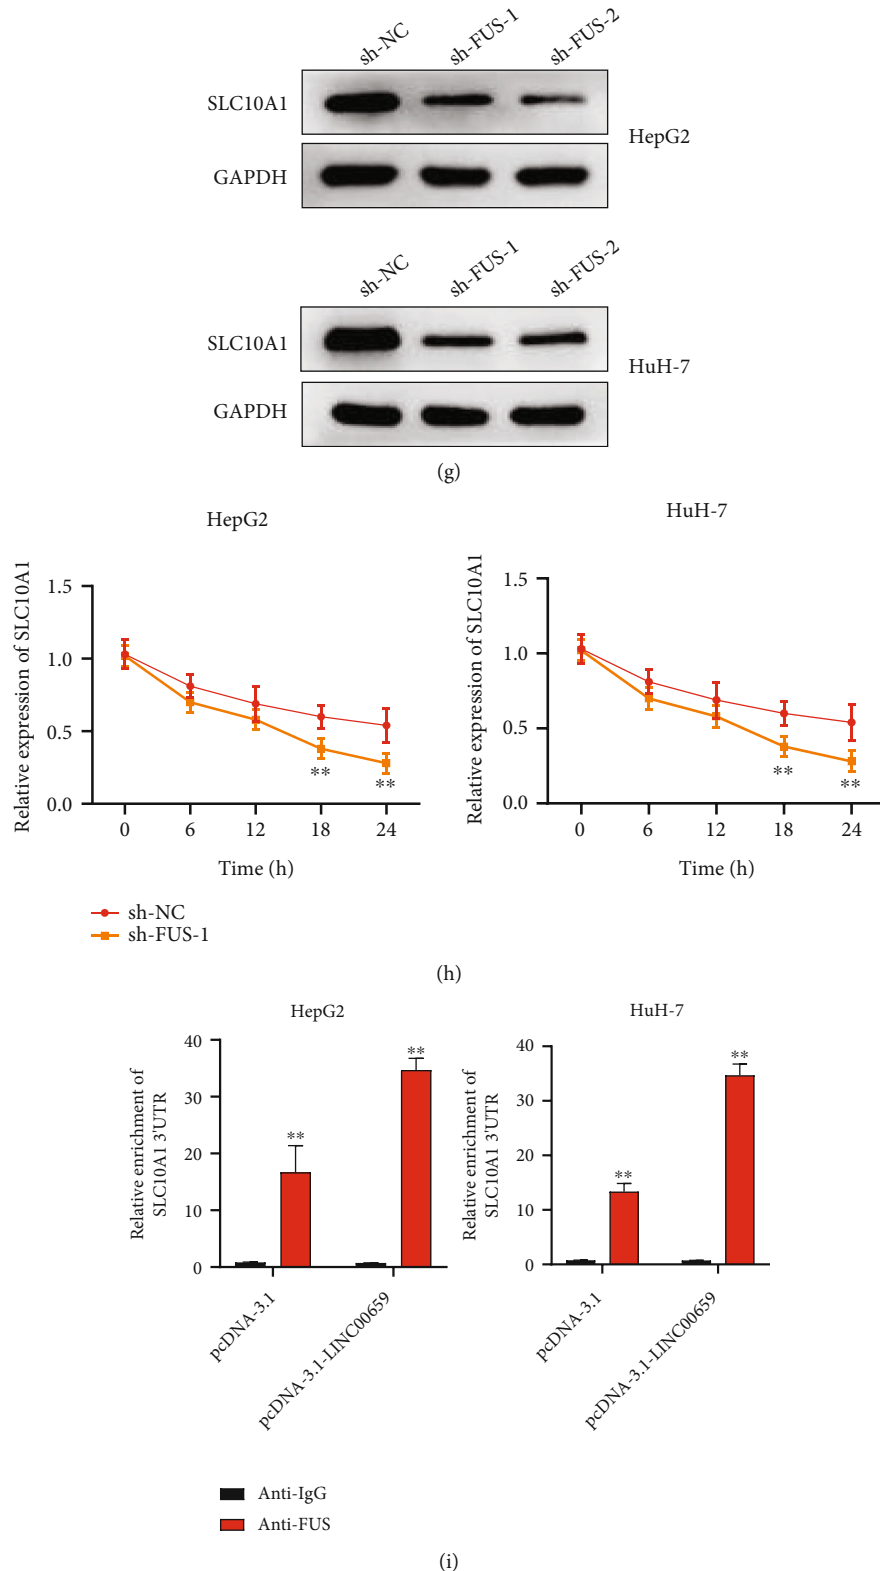 sh-NC sh-FUS-1 sh-FUS-2
SLC10A1
HepG2
GAPDH
sh-NC sh-FUS-1 sh-FUS-2
SLC10A1
HuH-7
GAPDH
(g)
HepG2
Relative expression of SLC10A1
1.5
1.0
0.5
0.0
** **
0 6 12 18 24
Time (h)
HuH-7
Relative expression of SLC10A1
1.5
1.0
0.5
0.0
** **
0 6 12 18 24
Time (h)
sh-NC
sh-FUS-1
(h)
HepG2
Relative enrichment of
SLC10A1 3'UTR
40
30
20
10
0
** **
pcDNA-3.1
pcDNA-3.1-LINC00659
HuH-7
Relative enrichment of
SLC10A1 3'UTR
40
30
20
10
0
** **
pcDNA-3.1
pcDNA-3.1-LINC00659
Anti-IgG
Anti-FUS
(i)